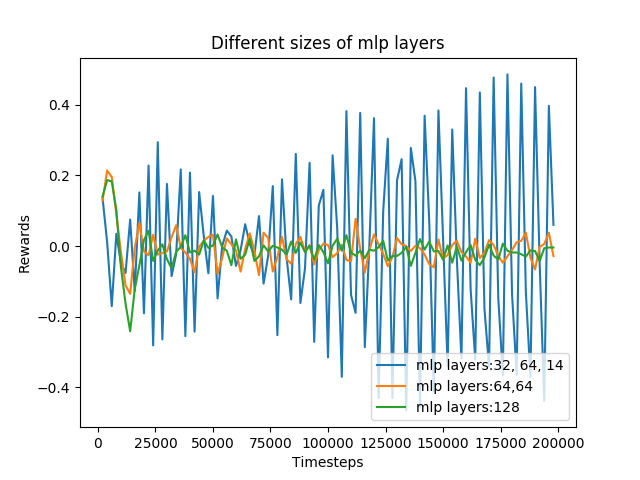 Different sizes of mlp layers
Rewards
0.4
0.2
0.0
−0.2
−0.4
mlp layers:32, 64, 14
mlp layers:64,64
mlp layers:128
0 25000 50000 75000 100000 125000 150000 175000 200000
Timesteps